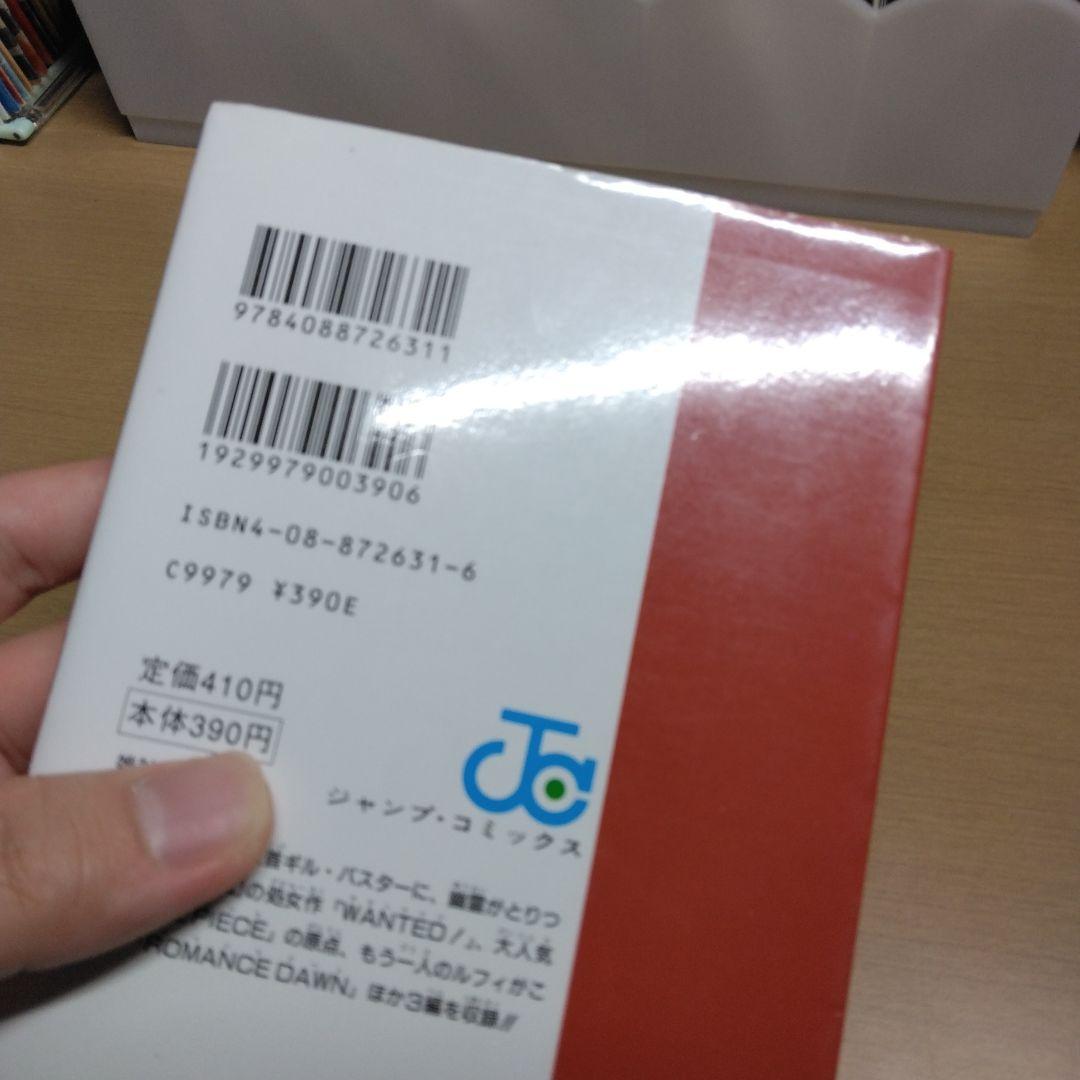 9784088726311
1929979003906
ISBN4-08-872631-6
C9979 ¥390E
定価410円
本体390円
JC
ジャンプ・コミックス
首ギル・バスターに、幽霊がとりつ
の処女作「WANTED!」、大人気
PIECE」の原点、もう一人のルフィがこ
ROMANCE DAWN」ほか3編を収録!!